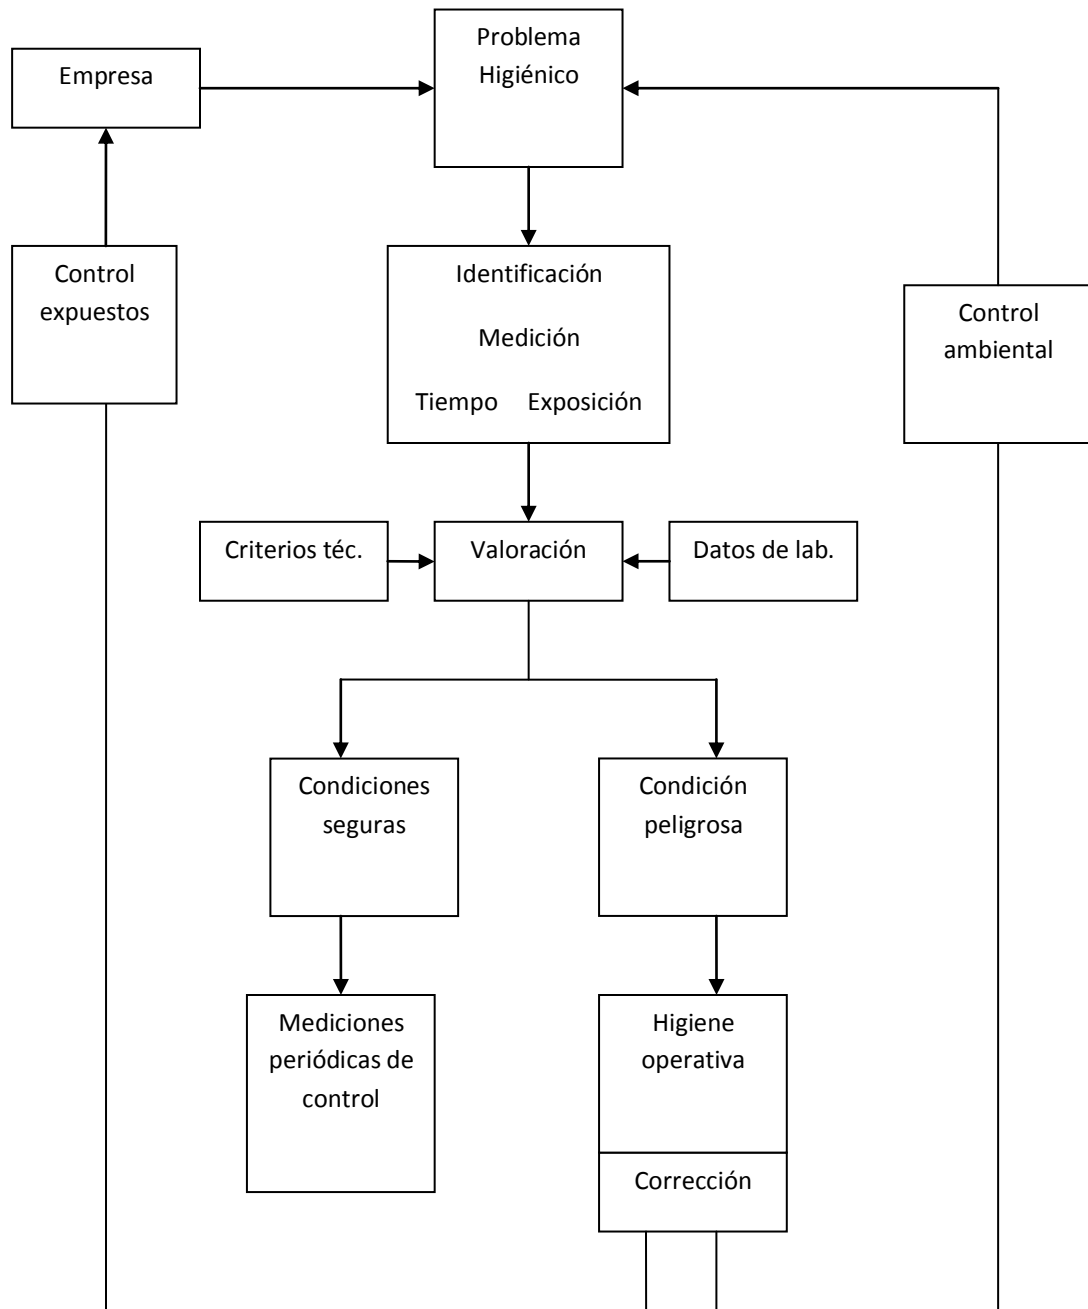 Problema
Higiénico
Empresa
Control
expuestos
Identificación
Medición
Tiempo Exposición
Control
ambiental
Criterios téc.
Valoración
Datos de lab.
Condiciones
seguras
Condición
peligrosa
Mediciones
periódicas de
control
Higiene
operativa
Corrección